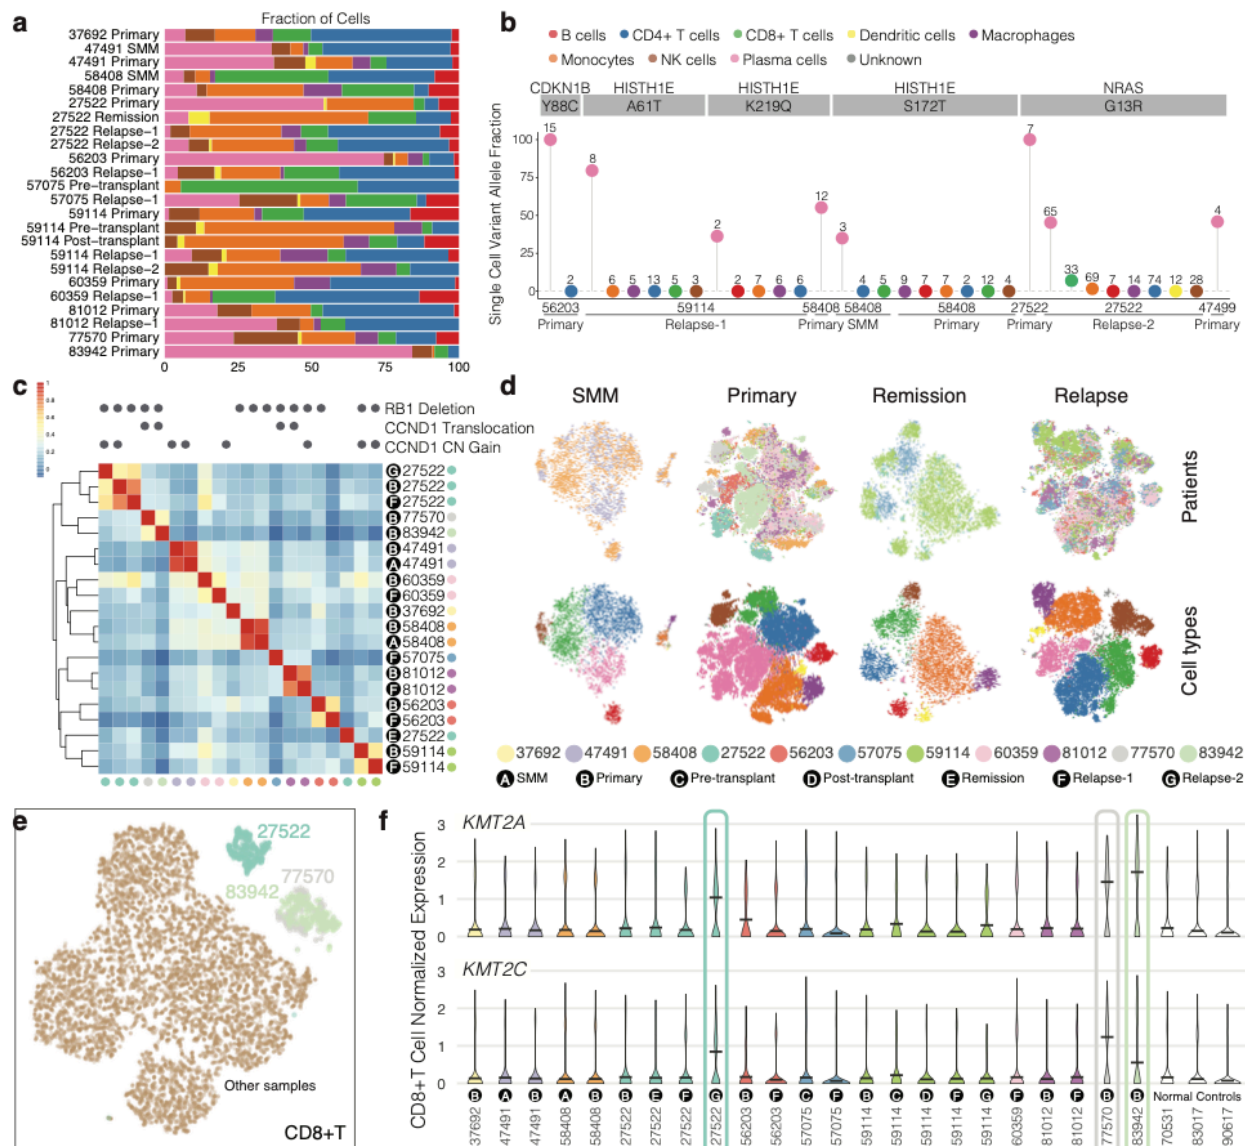 a
Fraction of Cells
37692 Primary
47491 SMM
47491 Primary
58408 SMM
58408 Primary
27522 Primary
27522 Remission
27522 Relapse-1
27522 Relapse-2
56203 Primary
56203 Relapse-1
57075 Pre-transplant
57075 Relapse-1
59114 Primary
59114 Pre-transplant
59114 Post-transplant
59114 Relapse-1
59114 Relapse-2
60359 Primary
60359 Relapse-1
81012 Primary
81012 Relapse-1
77570 Primary
83942 Primary
0 25 50 75 100
b
B cells CD4+ T cells CD8+ T cells Dendritic cells Macrophages
Monocytes NK cells Plasma cells Unknown
CDKN1B HISTH1E HISTH1E HISTH1E NRAS
Y88C A61T K219Q S172T G13R
Single Cell Variant Allele Fraction
100
75
50
25
0
15 2 8 6 5 13 5 3 2 2 7 6 6 12 3 4 5 9 7 7 2 12 4 7 65 33 69 7 14 74 12 28 4
56203 59114 58408 58408 58408 27522 27522 47499
Primary Relapse-1 Primary SMM Primary Primary Relapse-2 Primary
c
1
0.8
0.6
0.4
0.2
0
RB1 Deletion
CCND1 Translocation
CCND1 CN Gain
G 27522
B 27522
F 27522
B 77570
B 83942
B 47491
A 47491
B 60359
F 60359
B 37692
B 58408
A 58408
F 57075
B 81012
F 81012
B 56203
F 56203
E 27522
B 59114
F 59114
d
SMM Primary Remission Relapse
Patients
Cell types
37692 47491 58408 27522 56203 57075 59114 60359 81012 77570 83942
A SMM B Primary C Pre-transplant D Post-transplant E Remission F Relapse-1 G Relapse-2
e
27522
77570
83942
Other samples
CD8+T
f
CD8+T Cell Normalized Expression
KMT2A
3
2
1
0
KMT2C
3
2
1
0
B A B A B B E F G B F C F B C D F G F B F B B Normal Controls
37692 47491 47491 58408 58408 27522 27522 27522 27522 56203 56203 57075 57075 59114 59114 59114 59114 59114 60359 81012 81012 77570 83942 70531 83017 90617